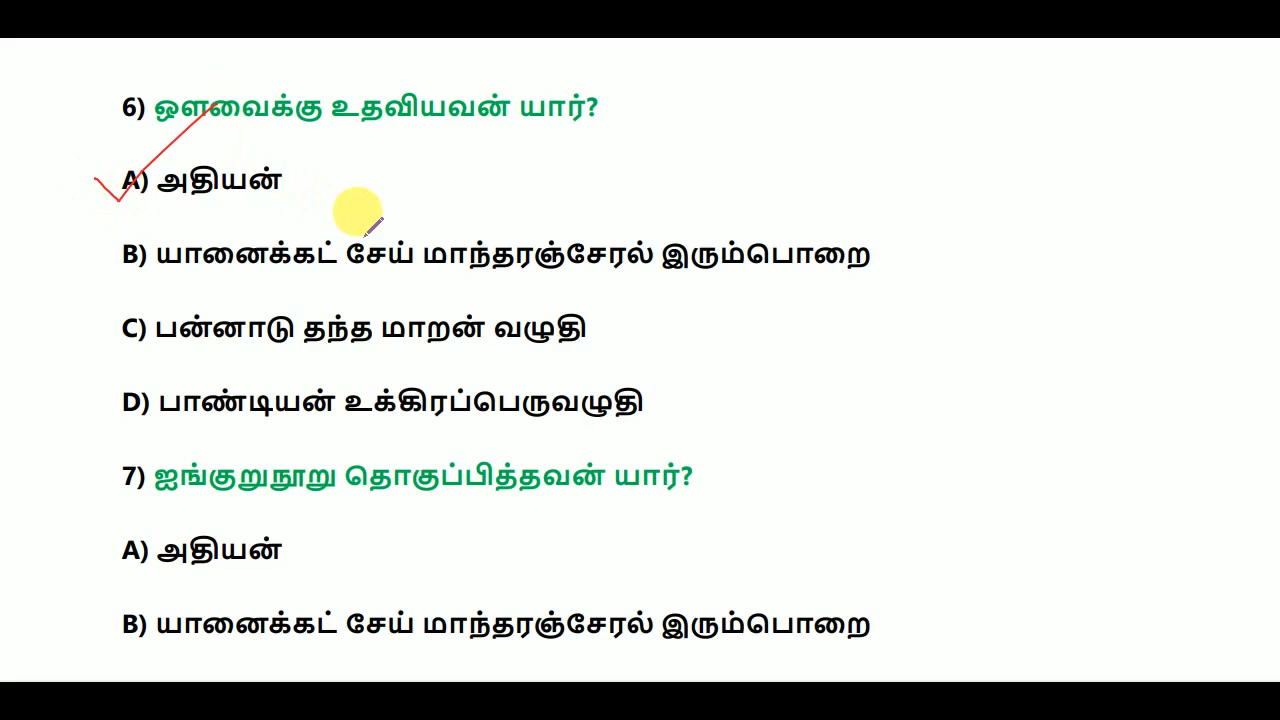 6) ஔவைக்கு உதவியவன் யார்?
A) அதியன்
B) யானைக்கட் சேய் மாந்தரஞ்சேரல் இரும்பொறை
C) பன்னாடு தந்த மாறன் வழுதி
D) பாண்டியன் உக்கிரப்பெருவழுதி
7) ஐங்குறுநூறு தொகுப்பித்தவன் யார்?
A) அதியன்
B) யானைக்கட் சேய் மாந்தரஞ்சேரல் இரும்பொறை